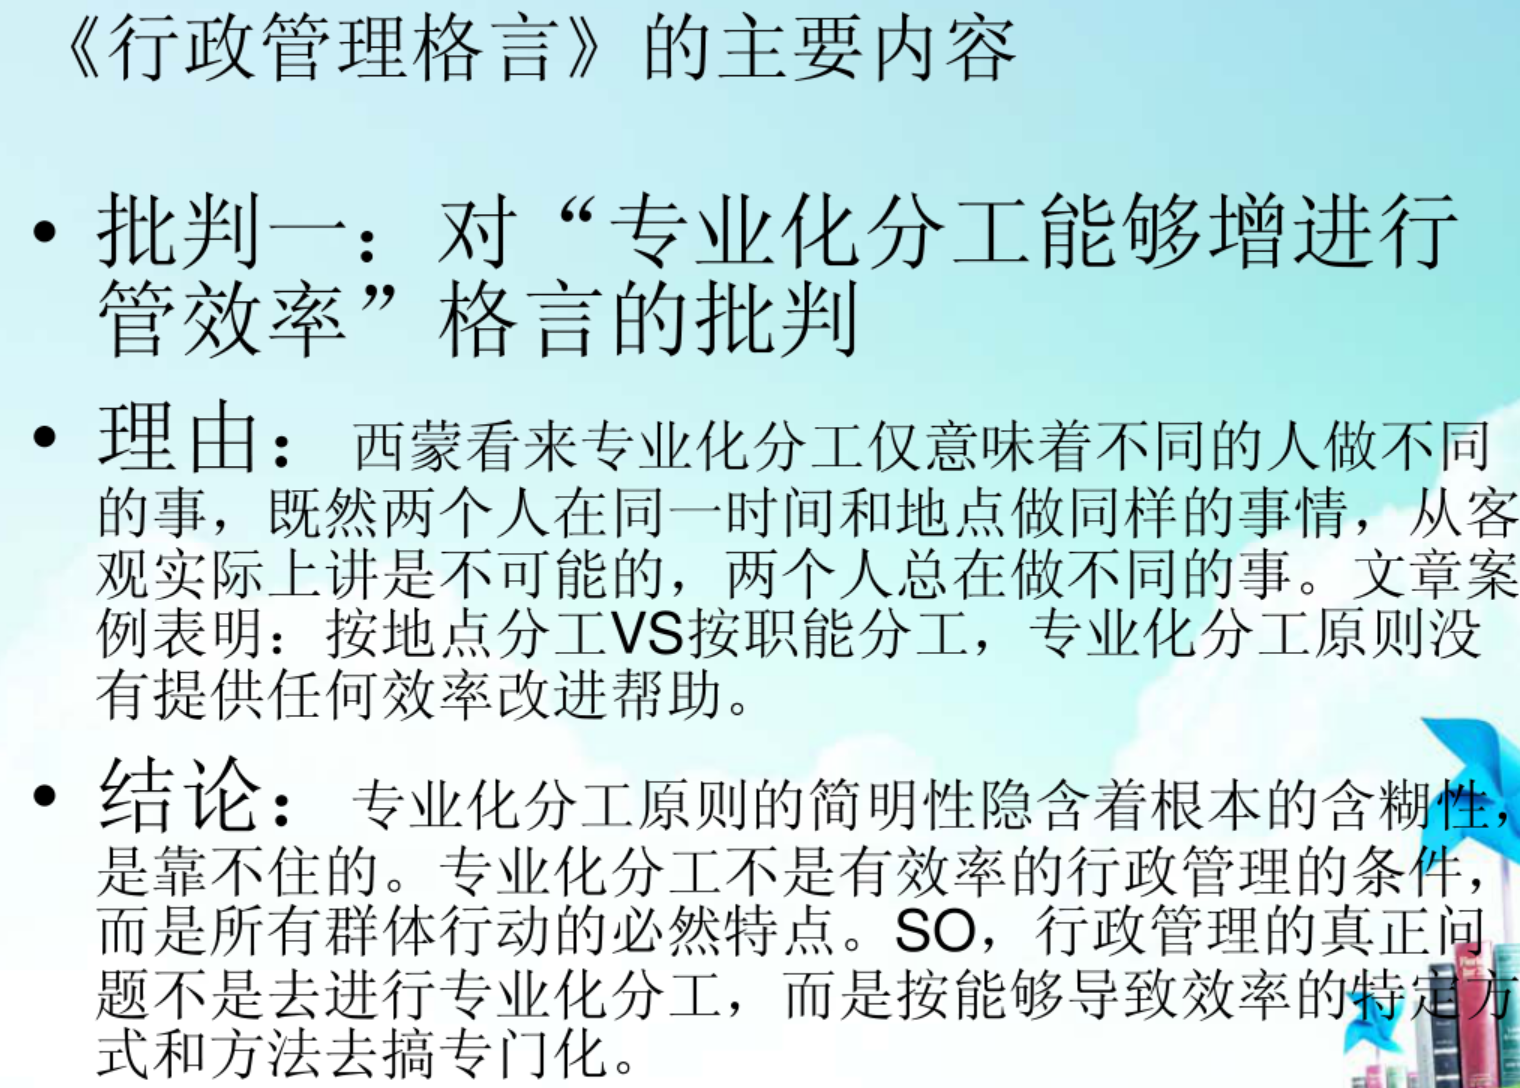 《行政管理格言》的主要内容
• 批判一：对“专业化分工能够增进行
管效率”格言的批判
• 理由：西蒙看来专业化分工仅意味着不同的人做不同
的事，既然两个人在同一时间和地点做同样的事情，从客
观实际上讲是不可能的，两个人总在做不同的事。文章案
例表明：按地点分工VS按职能分工，专业化分工原则没
有提供任何效率改进帮助。
• 结论：专业化分工原则的简明性隐含着根本的含糊性，
是靠不住的。专业化分工不是有效率的行政管理的条件，
而是所有群体行动的必然特点。SO，行政管理的真正问
题不是去进行专业化分工，而是按能够导致效率的特定方
式和方法去搞专门化。